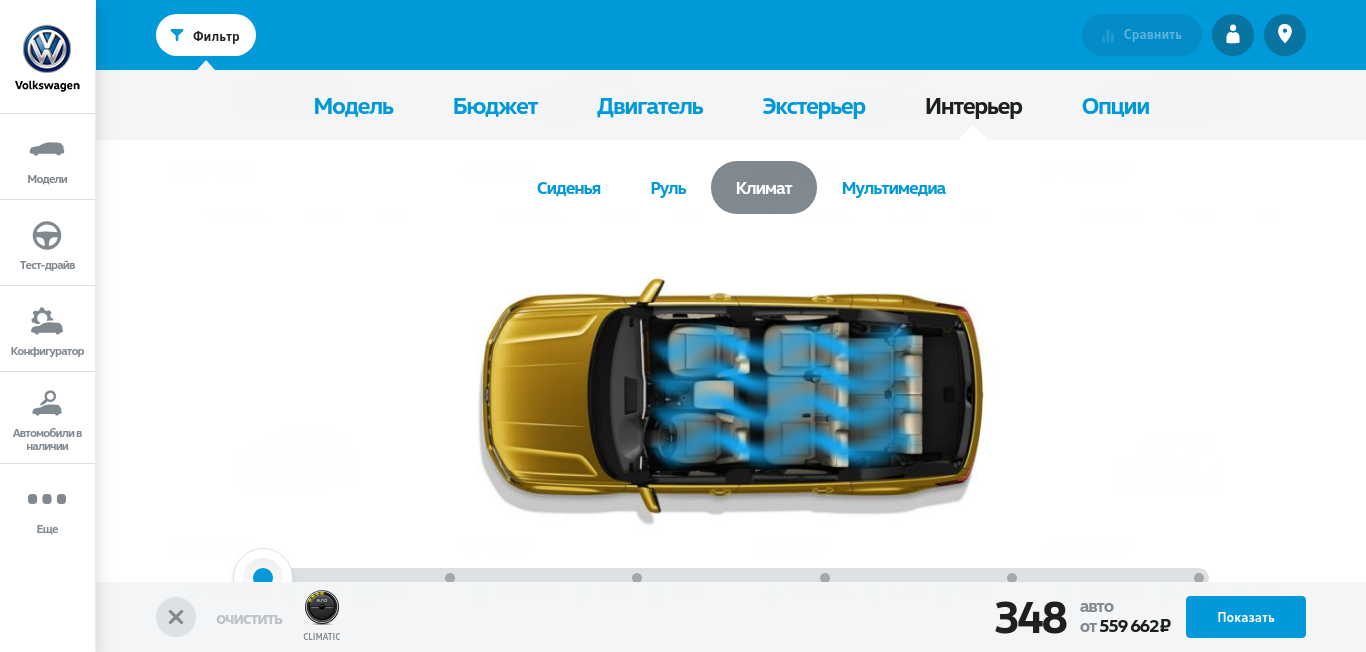 Фильтр
Сравнить
Volkswagen
Модель
Бюджет
Двигатель
Экстерьер
Интерьер
Опции
Модели
Сиденья
Руль
Климат
Мультимедиа
Тест-драйв
Конфигуратор
Автомобили в
наличии
Еще
очистить
AUTO
CLIMATIC
348
авто
от 559 662₽
Показать